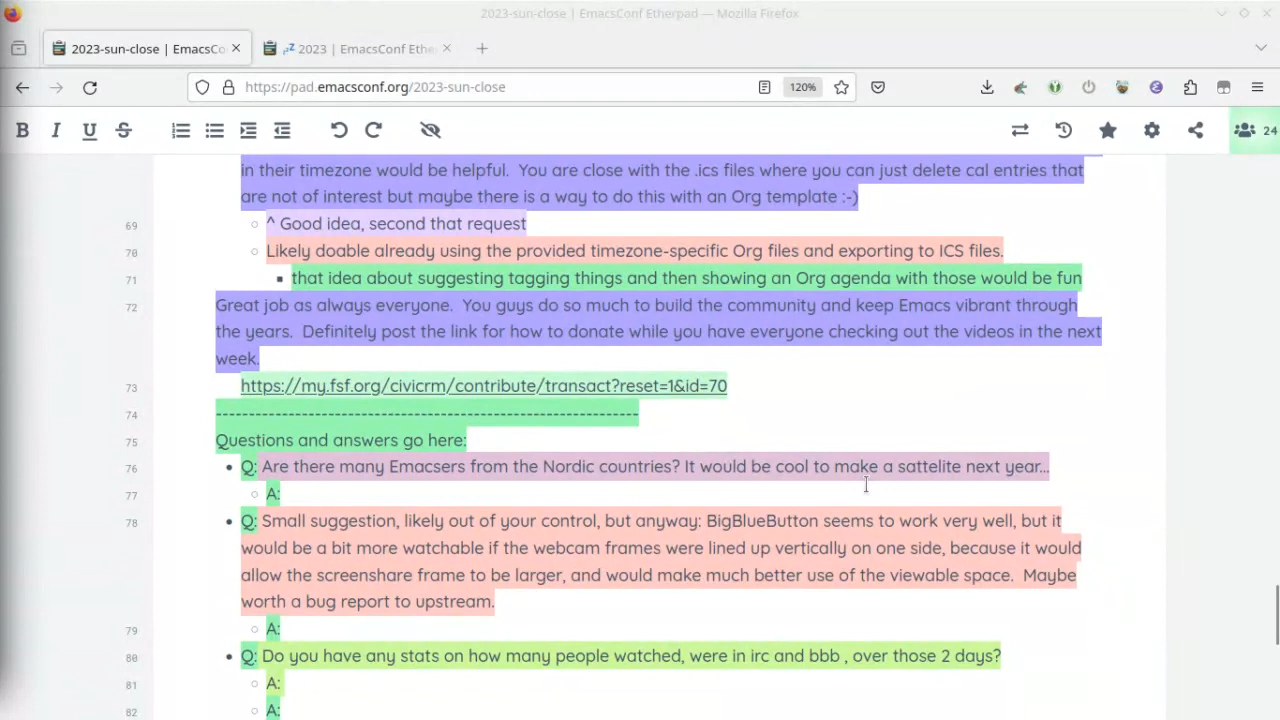 2023-sun-close | EmacsConf Etherpad — Mozilla Firefox
2023-sun-close | EmacsCo
💤 2023 | EmacsConf Ethe
https://pad.emacsconf.org/2023-sun-close
120%
B I U S
24
in their timezone would be helpful.  You are close with the .ics files where you can just delete cal entries that
are not of interest but maybe there is a way to do this with an Org template :-)
69 ^ Good idea, second that request
70 Likely doable already using the provided timezone-specific Org files and exporting to ICS files.
71 that idea about suggesting tagging things and then showing an Org agenda with those would be fun
72 Great job as always everyone.  You guys do so much to build the community and keep Emacs vibrant through
the years.  Definitely post the link for how to donate while you have everyone checking out the videos in the next
week.
73 https://my.fsf.org/civicrm/contribute/transact?reset=1&id=70
74 ------------------------------------------------------------
75 Questions and answers go here:
76 Q: Are there many Emacsers from the Nordic countries? It would be cool to make a sattelite next year...
77 A:
78 Q: Small suggestion, likely out of your control, but anyway: BigBlueButton seems to work very well, but it
would be a bit more watchable if the webcam frames were lined up vertically on one side, because it would
allow the screenshare frame to be larger, and would make much better use of the viewable space.  Maybe
worth a bug report to upstream.
79 A:
80 Q: Do you have any stats on how many people watched, were in irc and bbb , over those 2 days?
81 A:
82 A: